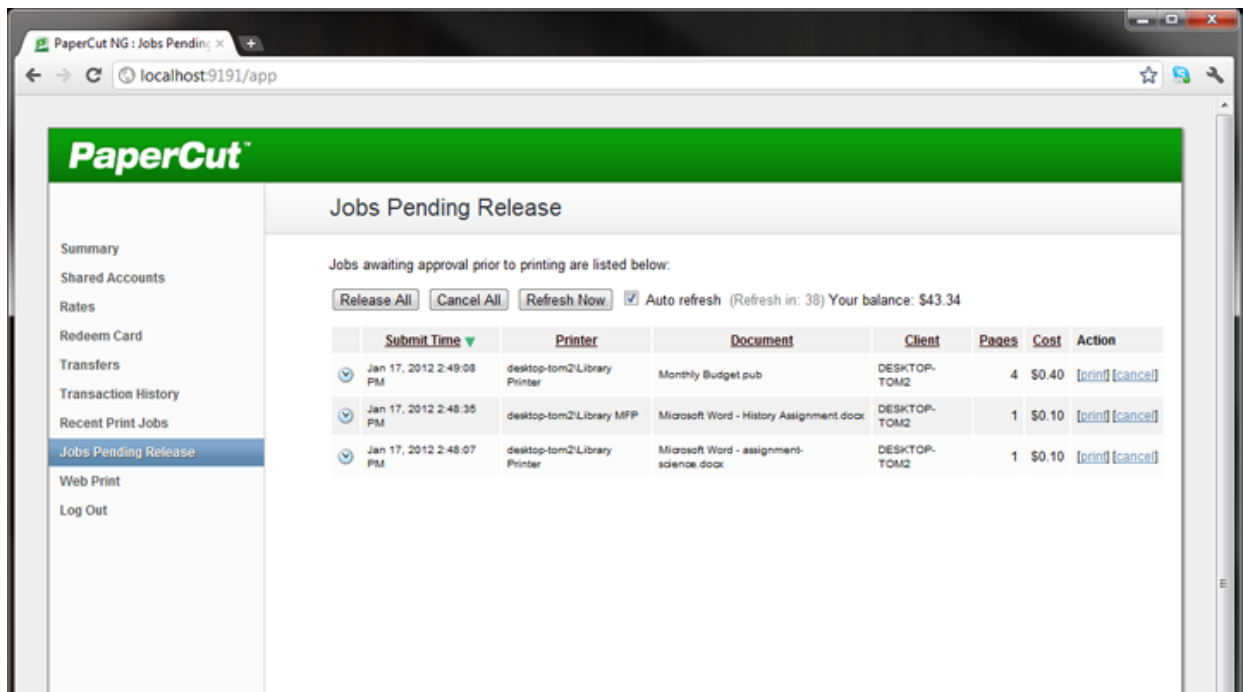 PaperCut NG : Jobs Pending
localhost:9191/app
PaperCut™
Jobs Pending Release
Summary
Shared Accounts
Rates
Redeem Card
Transfers
Transaction History
Recent Print Jobs
Jobs Pending Release
Web Print
Log Out
Jobs awaiting approval prior to printing are listed below:
Release All Cancel All Refresh Now Auto refresh (Refresh in: 38) Your balance: $43.34
Submit Time Printer Document Client Pages Cost Action
Jan 17, 2012 2:49:08 PM desktop-tom2\Library Printer Monthly Budget.pub DESKTOP-TOM2 4 $0.40 [print] [cancel]
Jan 17, 2012 2:48:35 PM desktop-tom2\Library MFP Microsoft Word - History Assignment.docx DESKTOP-TOM2 1 $0.10 [print] [cancel]
Jan 17, 2012 2:48:07 PM desktop-tom2\Library Printer Microsoft Word - assignment-science.docx DESKTOP-TOM2 1 $0.10 [print] [cancel]